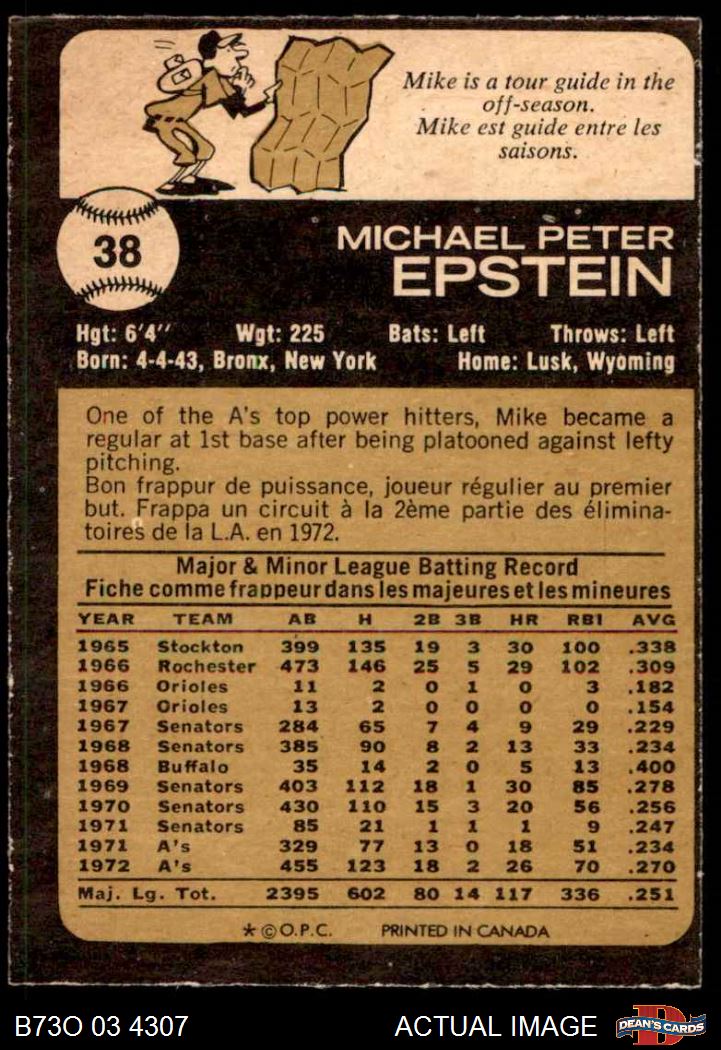 Mike is a tour guide in the
off-season.
Mike est guide entre les
saisons.
38
MICHAEL PETER
EPSTEIN
Hgt: 6'4" Wgt: 225 Bats: Left Throws: Left
Born: 4-4-43, Bronx, New York Home: Lusk, Wyoming
One of the A's top power hitters, Mike became a
regular at 1st base after being platooned against lefty
pitching.
Bon frappur de puissance, joueur régulier au premier
but. Frappa un circuit à la 2ème partie des élimina-
toires de la L.A. en 1972.
Major & Minor League Batting Record
Fiche comme frappeur dans les majeures et les mineures
YEAR TEAM AB H 2B 3B HR RBI AVG
1965 Stockton 399 135 19 3 30 100 .338
1966 Rochester 473 146 25 5 29 102 .309
1966 Orioles 11 2 0 1 0 3 .182
1967 Orioles 13 2 0 0 0 0 .154
1967 Senators 284 65 7 4 9 29 .229
1968 Senators 385 90 8 2 13 33 .234
1968 Buffalo 35 14 2 0 5 13 .400
1969 Senators 403 112 18 1 30 85 .278
1970 Senators 430 110 15 3 20 56 .256
1971 Senators 85 21 1 1 1 9 .247
1971 A's 329 77 13 0 18 51 .234
1972 A's 455 123 18 2 26 70 .270
Maj. Lg. Tot. 2395 602 80 14 117 336 .251
* © O.P.C. PRINTED IN CANADA
B73O 03 4307 ACTUAL IMAGE D DEAN'S CARDS